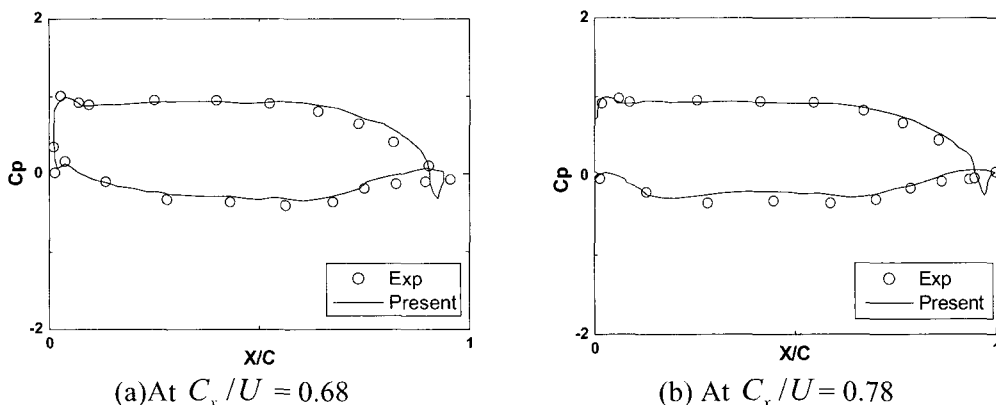 2
Cp
0
-2
0
X/C
1
Exp
Present
(a)At C_x/U = 0.68
2
Cp
0
-2
0
X/C
1
Exp
Present
(b) At C_x/U = 0.78